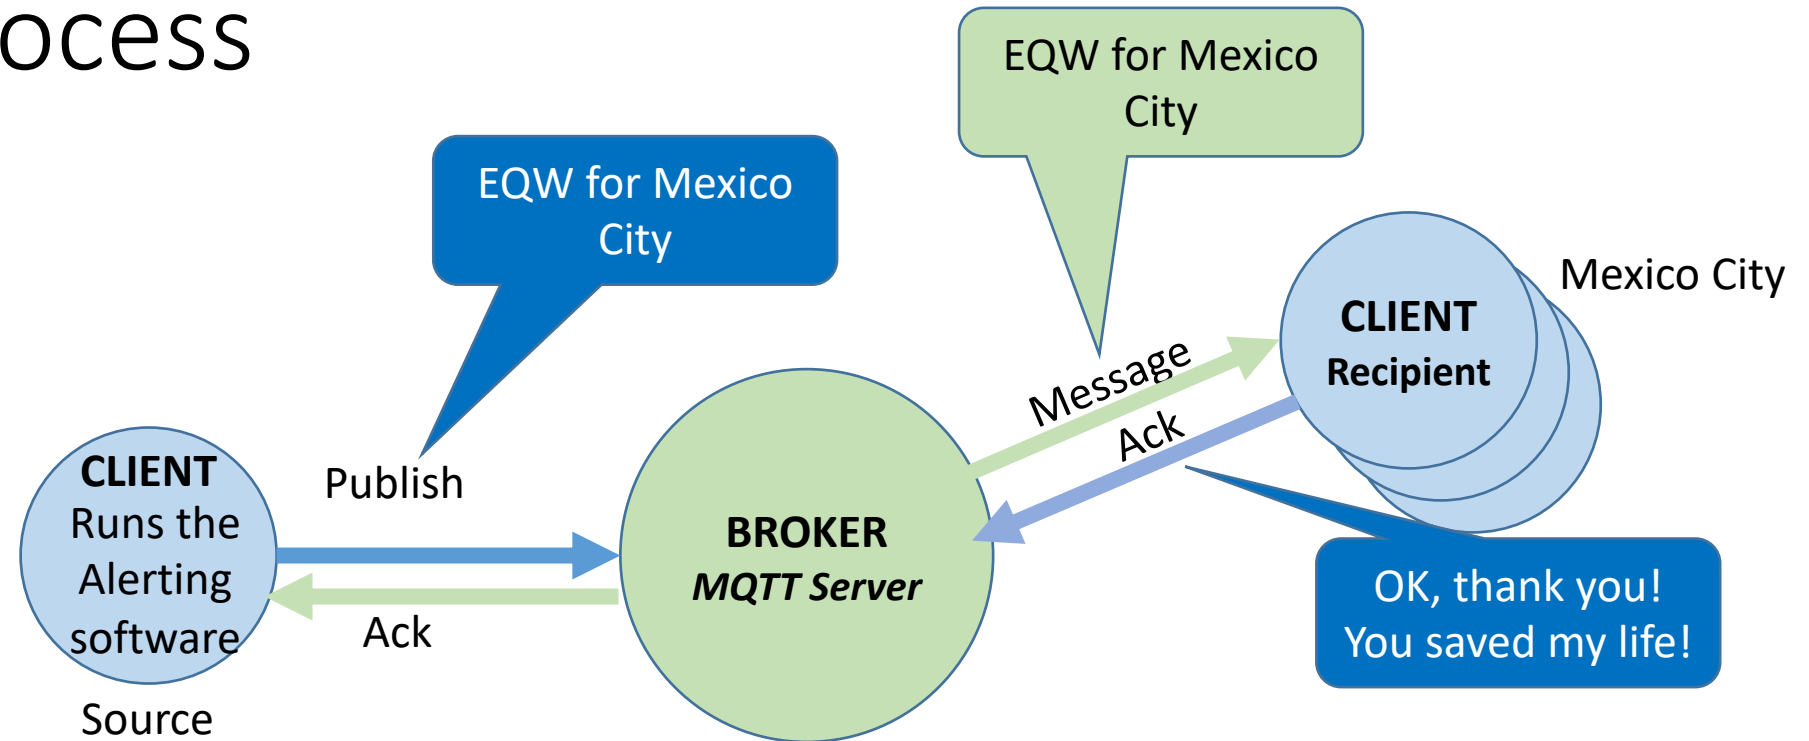 ocess
EQW for Mexico
City
EQW for Mexico
City
Mexico City
CLIENT
Recipient
Message
Ack
CLIENT
Runs the
Alerting
software
Publish
BROKER
MQTT Server
Ack
OK, thank you!
You saved my life!
Source